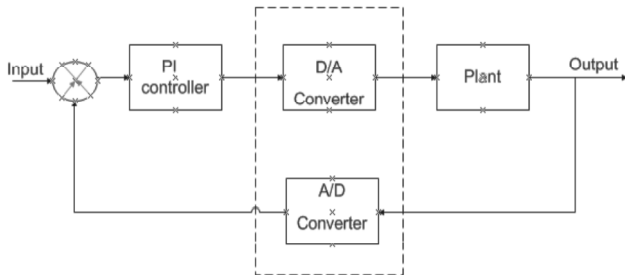 Input
PI
controller
D/A
Converter
Plant
Output
A/D
Converter